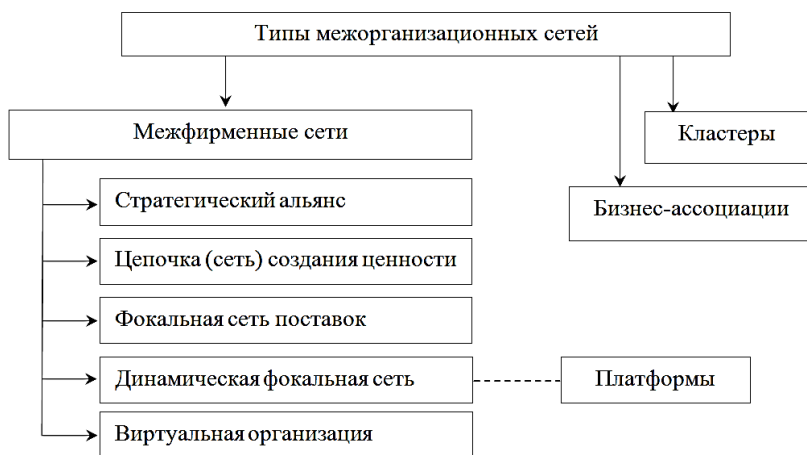 Типы межорганизационных сетей
Межфирменные сети
Кластеры
Стратегический альянс
Бизнес-ассоциации
Цепочка (сеть) создания ценности
Фокальная сеть поставок
Динамическая фокальная сеть
Платформы
Виртуальная организация